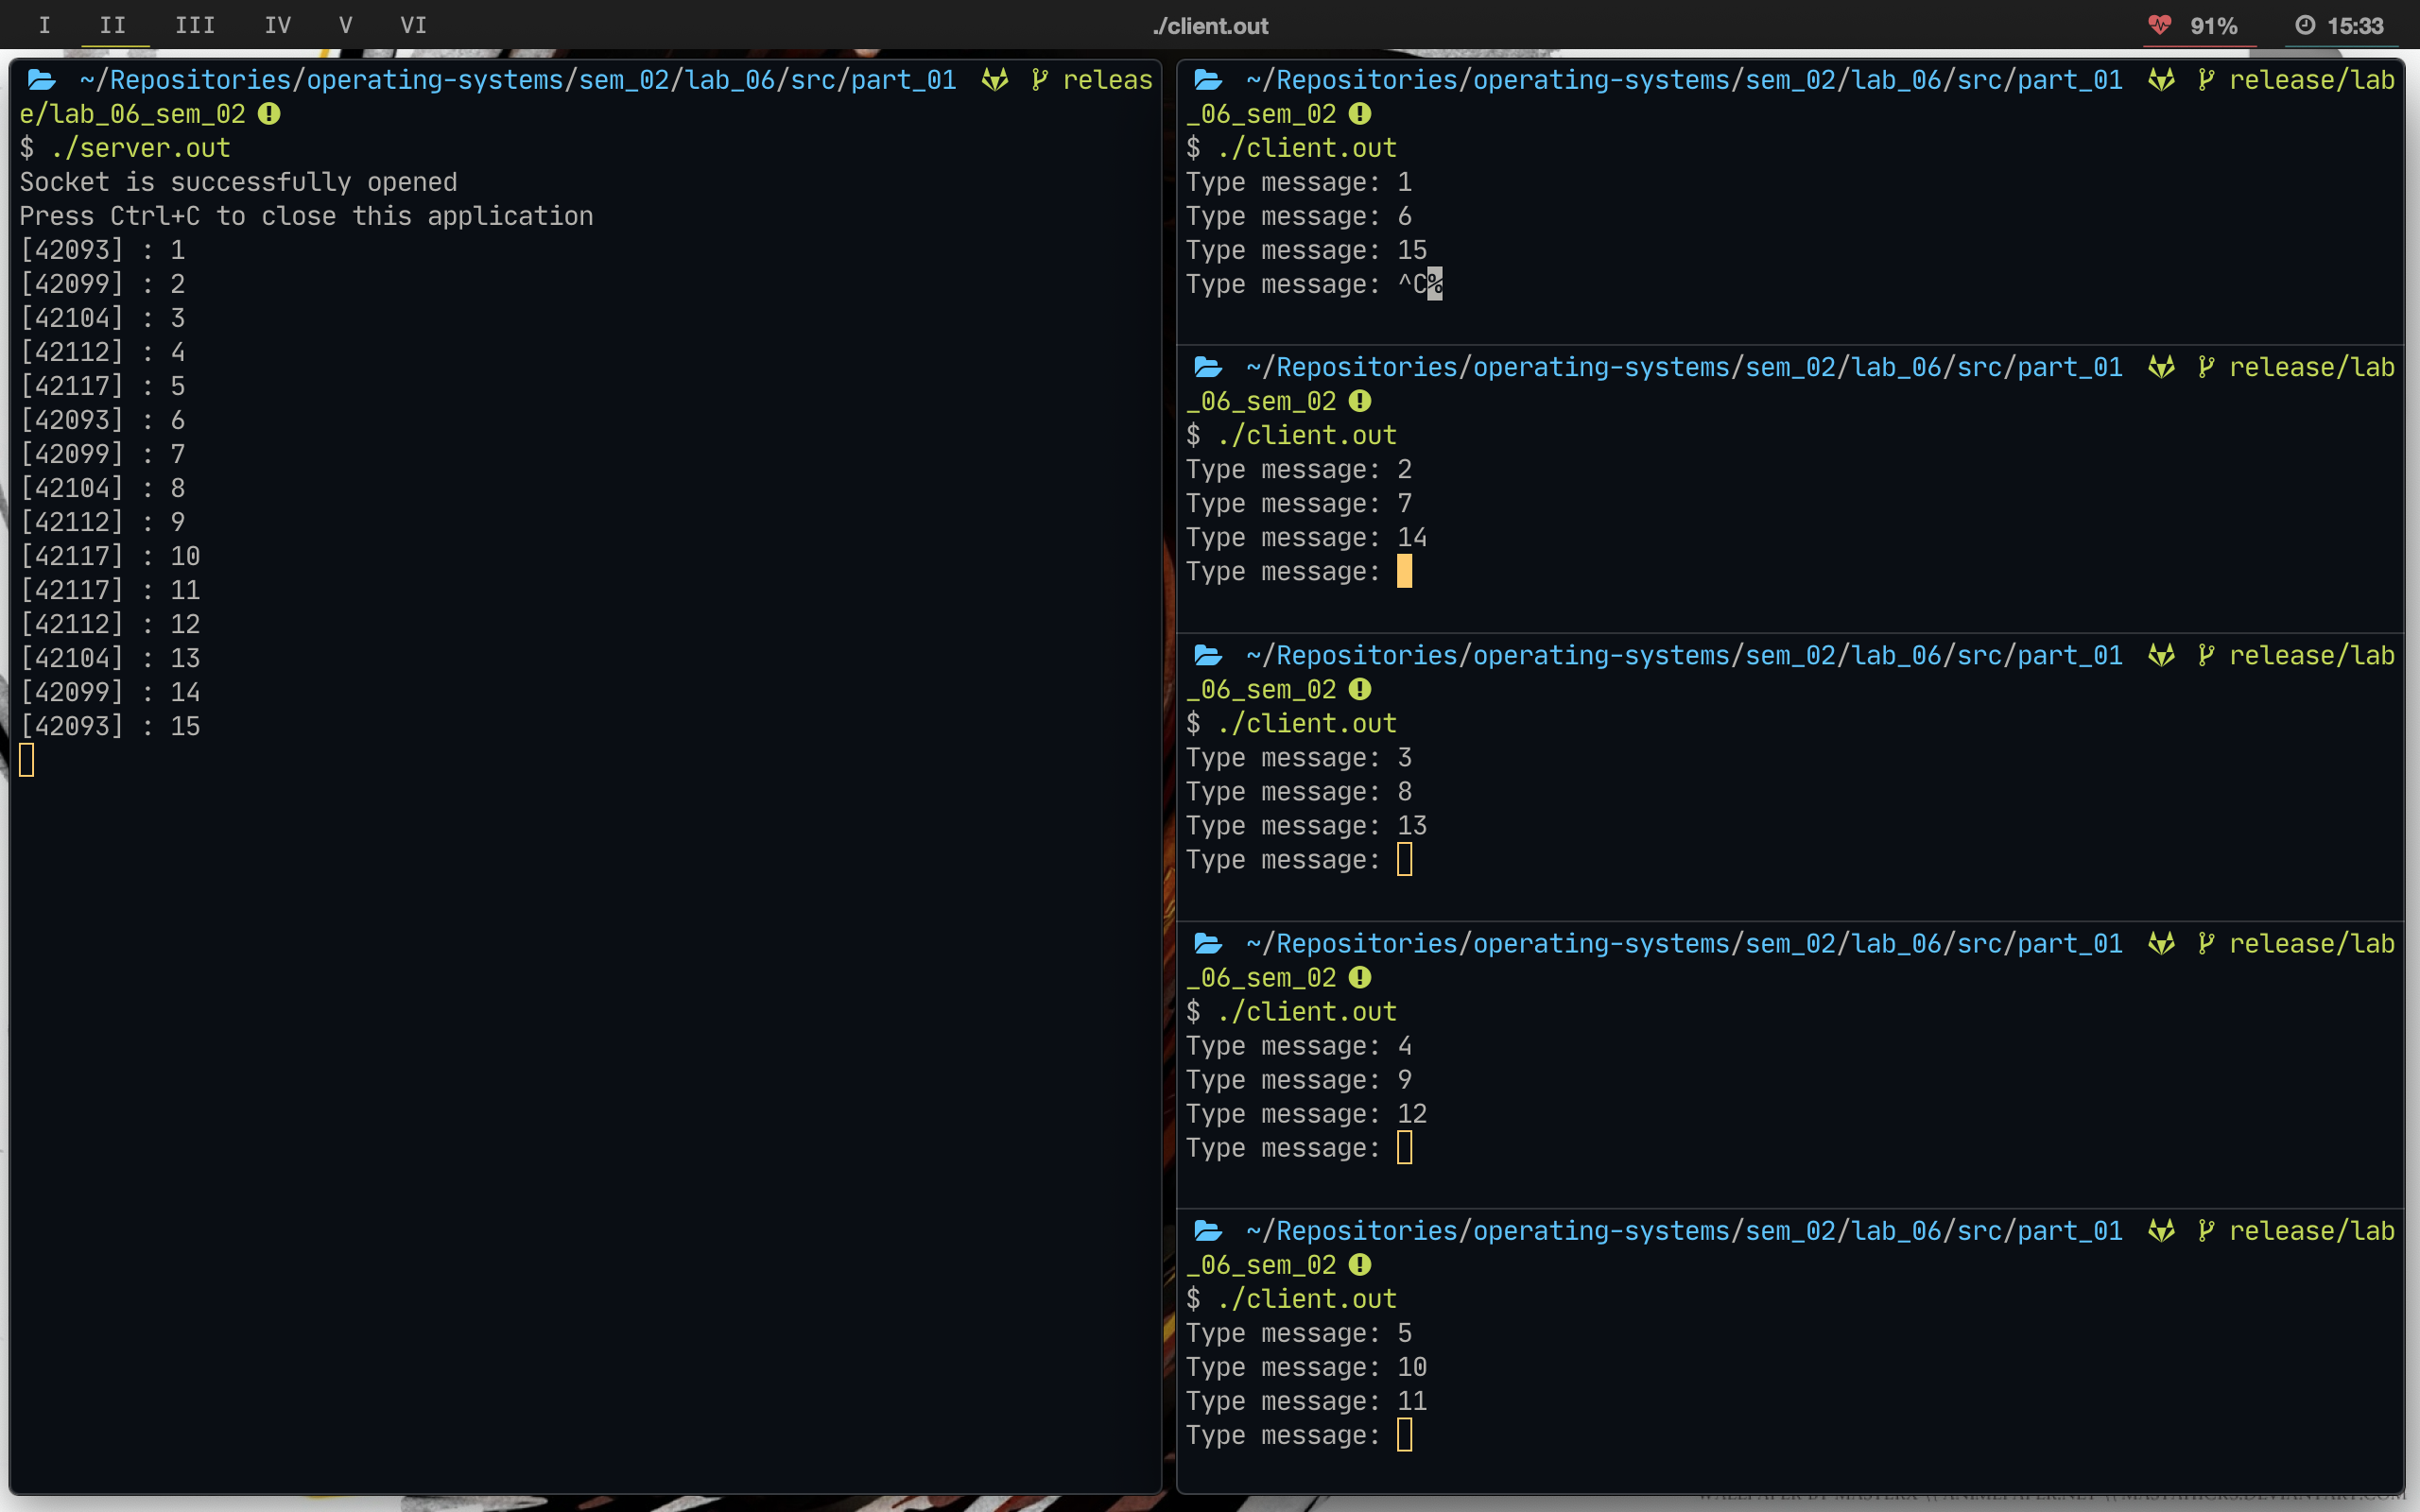 I II III IV V VI ./client.out 91% 15:33
~/Repositories/operating-systems/sem_02/lab_06/src/part_01 releas
e/lab_06_sem_02
$ ./server.out
Socket is successfully opened
Press Ctrl+C to close this application
[42093] : 1
[42099] : 2
[42104] : 3
[42112] : 4
[42117] : 5
[42093] : 6
[42099] : 7
[42104] : 8
[42112] : 9
[42117] : 10
[42117] : 11
[42112] : 12
[42104] : 13
[42099] : 14
[42093] : 15
~/Repositories/operating-systems/sem_02/lab_06/src/part_01 release/lab
_06_sem_02
$ ./client.out
Type message: 1
Type message: 6
Type message: 15
Type message: ^C%
~/Repositories/operating-systems/sem_02/lab_06/src/part_01 release/lab
_06_sem_02
$ ./client.out
Type message: 2
Type message: 7
Type message: 14
Type message:
~/Repositories/operating-systems/sem_02/lab_06/src/part_01 release/lab
_06_sem_02
$ ./client.out
Type message: 3
Type message: 8
Type message: 13
Type message:
~/Repositories/operating-systems/sem_02/lab_06/src/part_01 release/lab
_06_sem_02
$ ./client.out
Type message: 4
Type message: 9
Type message: 12
Type message:
~/Repositories/operating-systems/sem_02/lab_06/src/part_01 release/lab
_06_sem_02
$ ./client.out
Type message: 5
Type message: 10
Type message: 11
Type message: